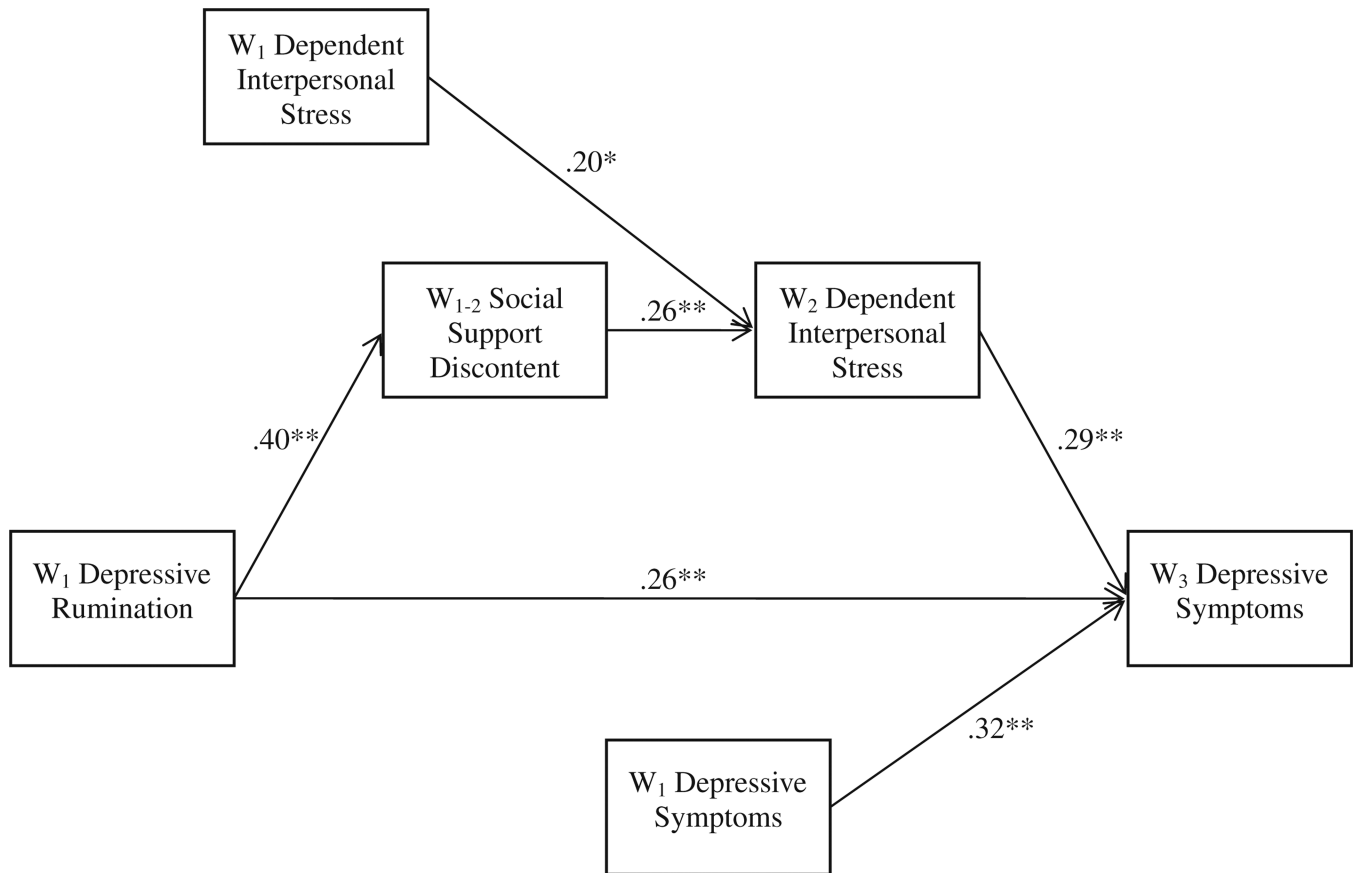 W₁ Dependent
Interpersonal
Stress
.20*
W₁₋₂ Social
Support
Discontent
.26**
W₂ Dependent
Interpersonal
Stress
.40**
.29**
W₁ Depressive
Rumination
.26**
W₃ Depressive
Symptoms
.32**
W₁ Depressive
Symptoms